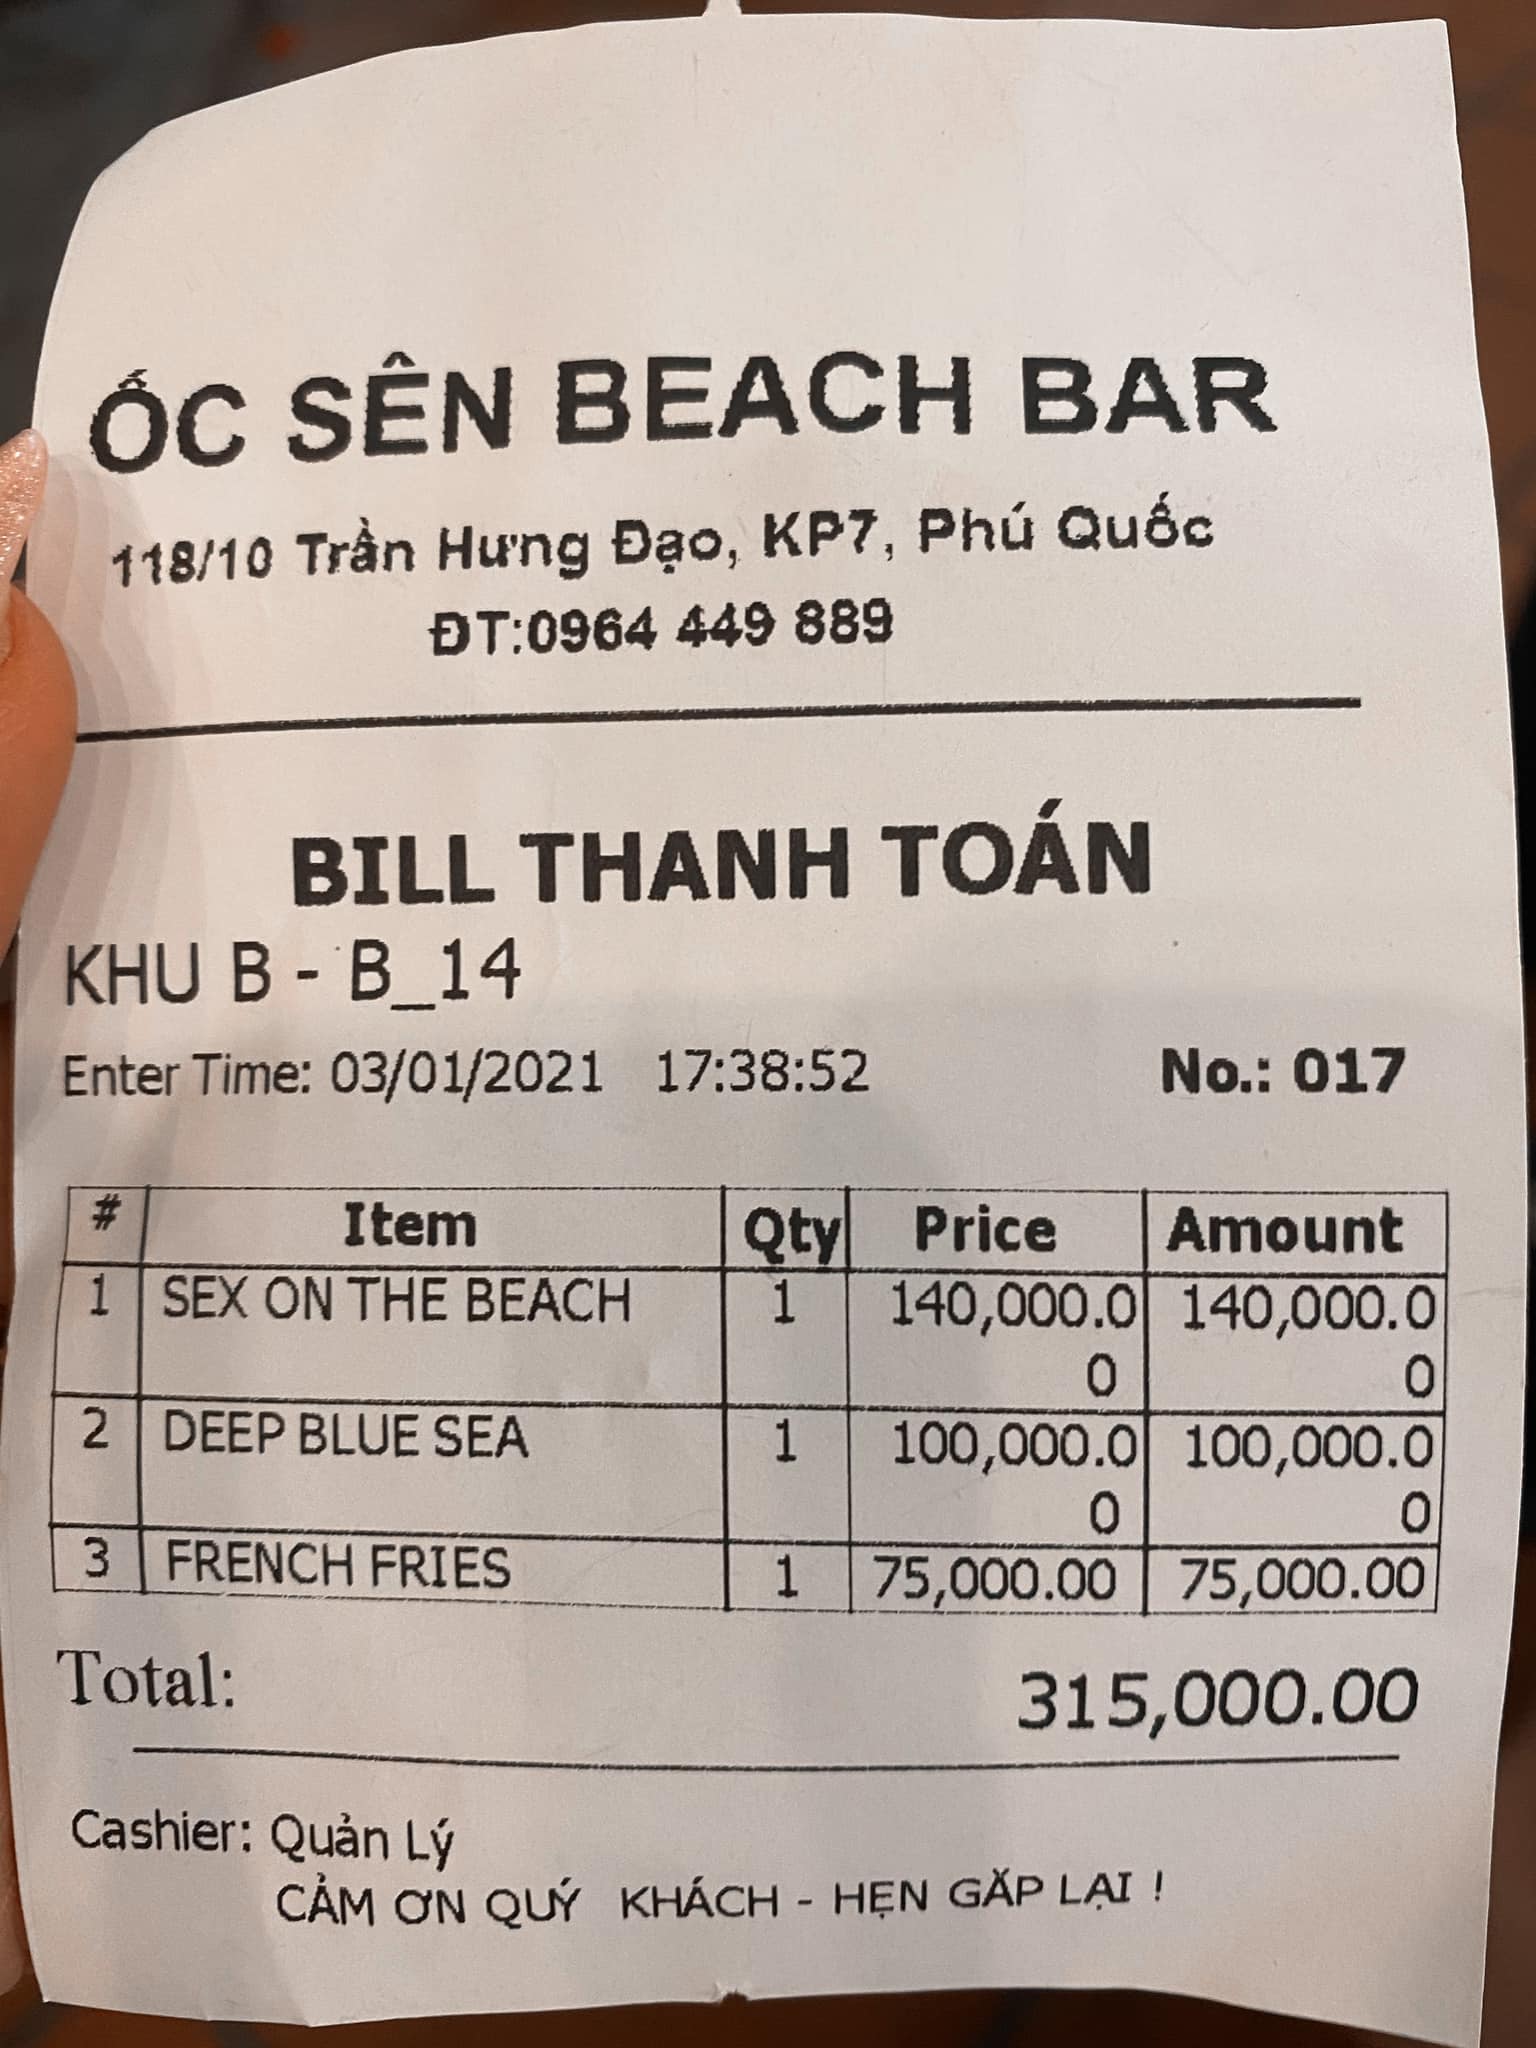 ỐC SÊN BEACH BAR
118/10 Trần Hưng Đạo, KP7, Phú Quốc
ĐT:0964 449 889
BILL THANH TOÁN
KHU B - B_14
Enter Time: 03/01/2021 17:38:52 No.: 017
# Item Qty Price Amount
1 SEX ON THE BEACH 1 140,000.0 140,000.0
0 0
2 DEEP BLUE SEA 1 100,000.0 100,000.0
0 0
3 FRENCH FRIES 1 75,000.00 75,000.00
Total: 315,000.00
Cashier: Quản Lý
CẢM ƠN QUÝ KHÁCH - HẸN GẶP LẠI !